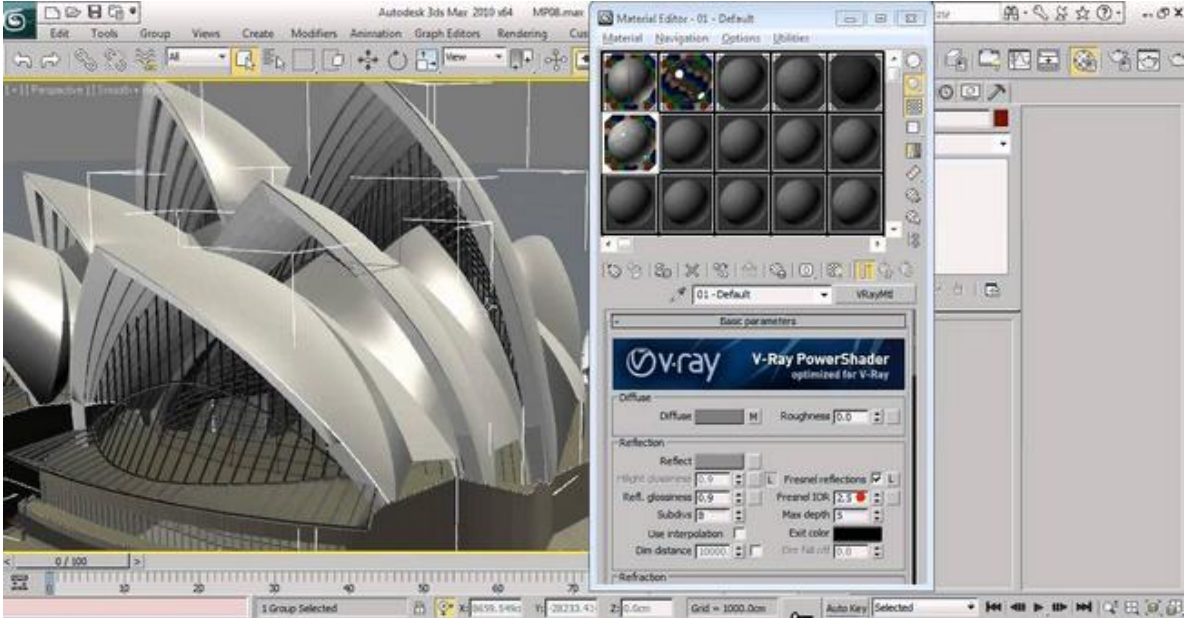 Autodesk 3ds Max 2010 x64 MP08.max
Edit Tools Group Views Create Modifiers Animation Graph Editors Rendering Cus
All
View
Material Editor - 01 - Default
Material Navigation Options Utilities
01 - Default
VRayMtl
Basic parameters
v-ray
V-Ray PowerShader
optimized for V-Ray
Diffuse
Diffuse M Roughness 0.0
Reflection
Reflect
Hilight glossiness 0.9 L Fresnel reflections L
Refl. glossiness 0.9 Fresnel IOR 2.5
Subdivs 8 Max depth 5
Use interpolation Exit color
Dim distance 10000. Dim fall off 0.0
Refraction
0 / 100
0 10 20 30 40 50 60 70
1 Group Selected X: Y: Z: 0.0cm Grid = 1000.0cm Auto Key Selected